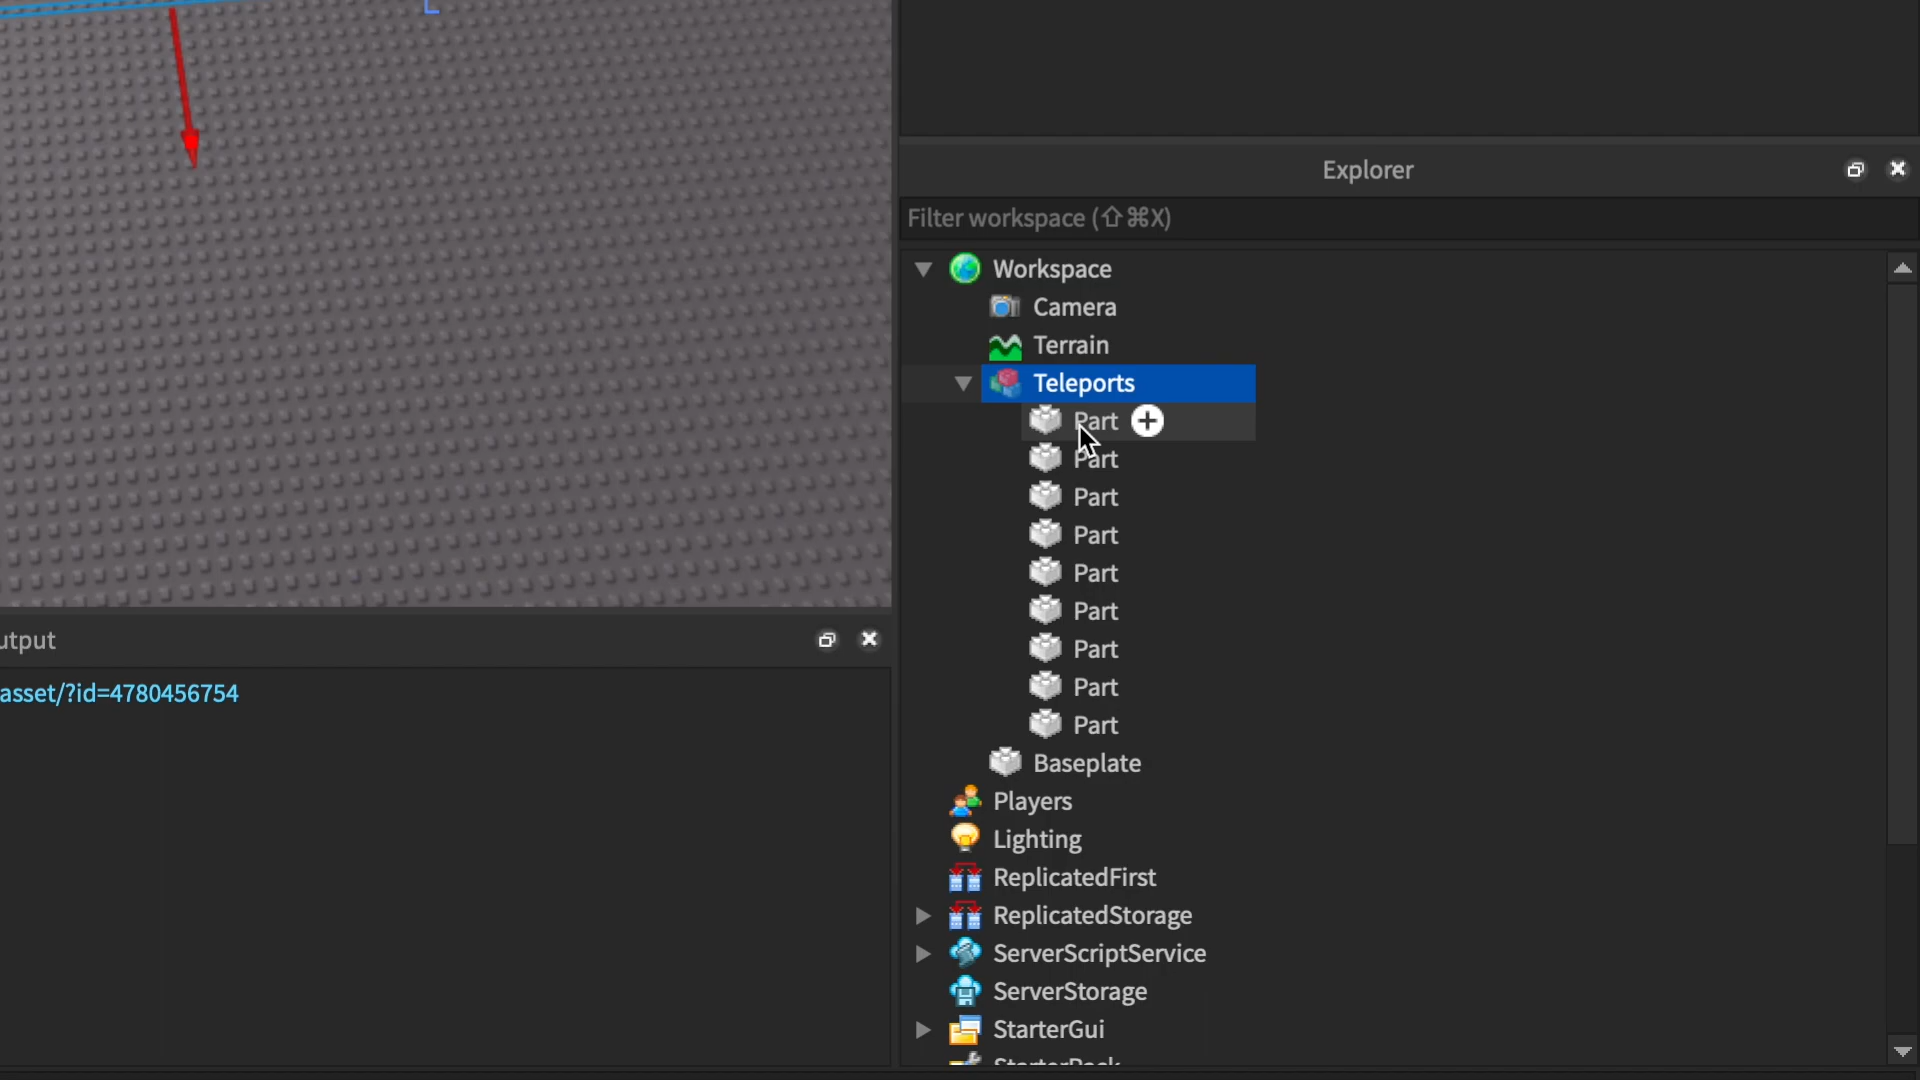 Explorer
Filter workspace (⇧⌘X)
Workspace
Camera
Terrain
Teleports
Part
Part
Part
Part
Part
Part
Part
Part
Part
Baseplate
Players
Lighting
ReplicatedFirst
ReplicatedStorage
ServerScriptService
ServerStorage
StarterGui
utput
asset/?id=4780456754